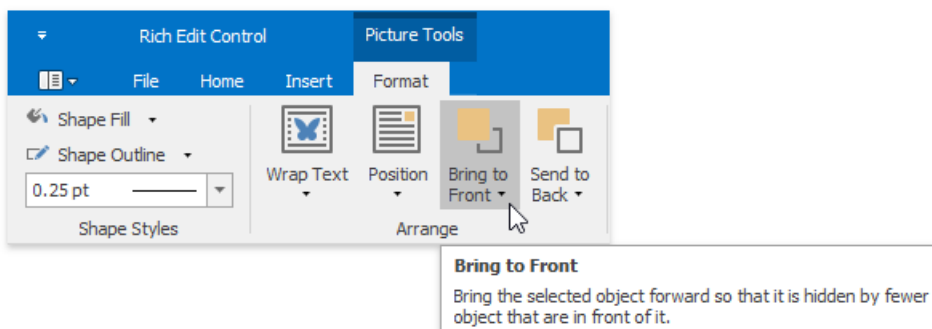 Rich Edit Control
Picture Tools
File Home Insert Format
Shape Fill
Shape Outline
0.25 pt
Wrap Text Position Bring to Front Send to Back
Shape Styles
Arrange
Bring to Front
Bring the selected object forward so that it is hidden by fewer
object that are in front of it.